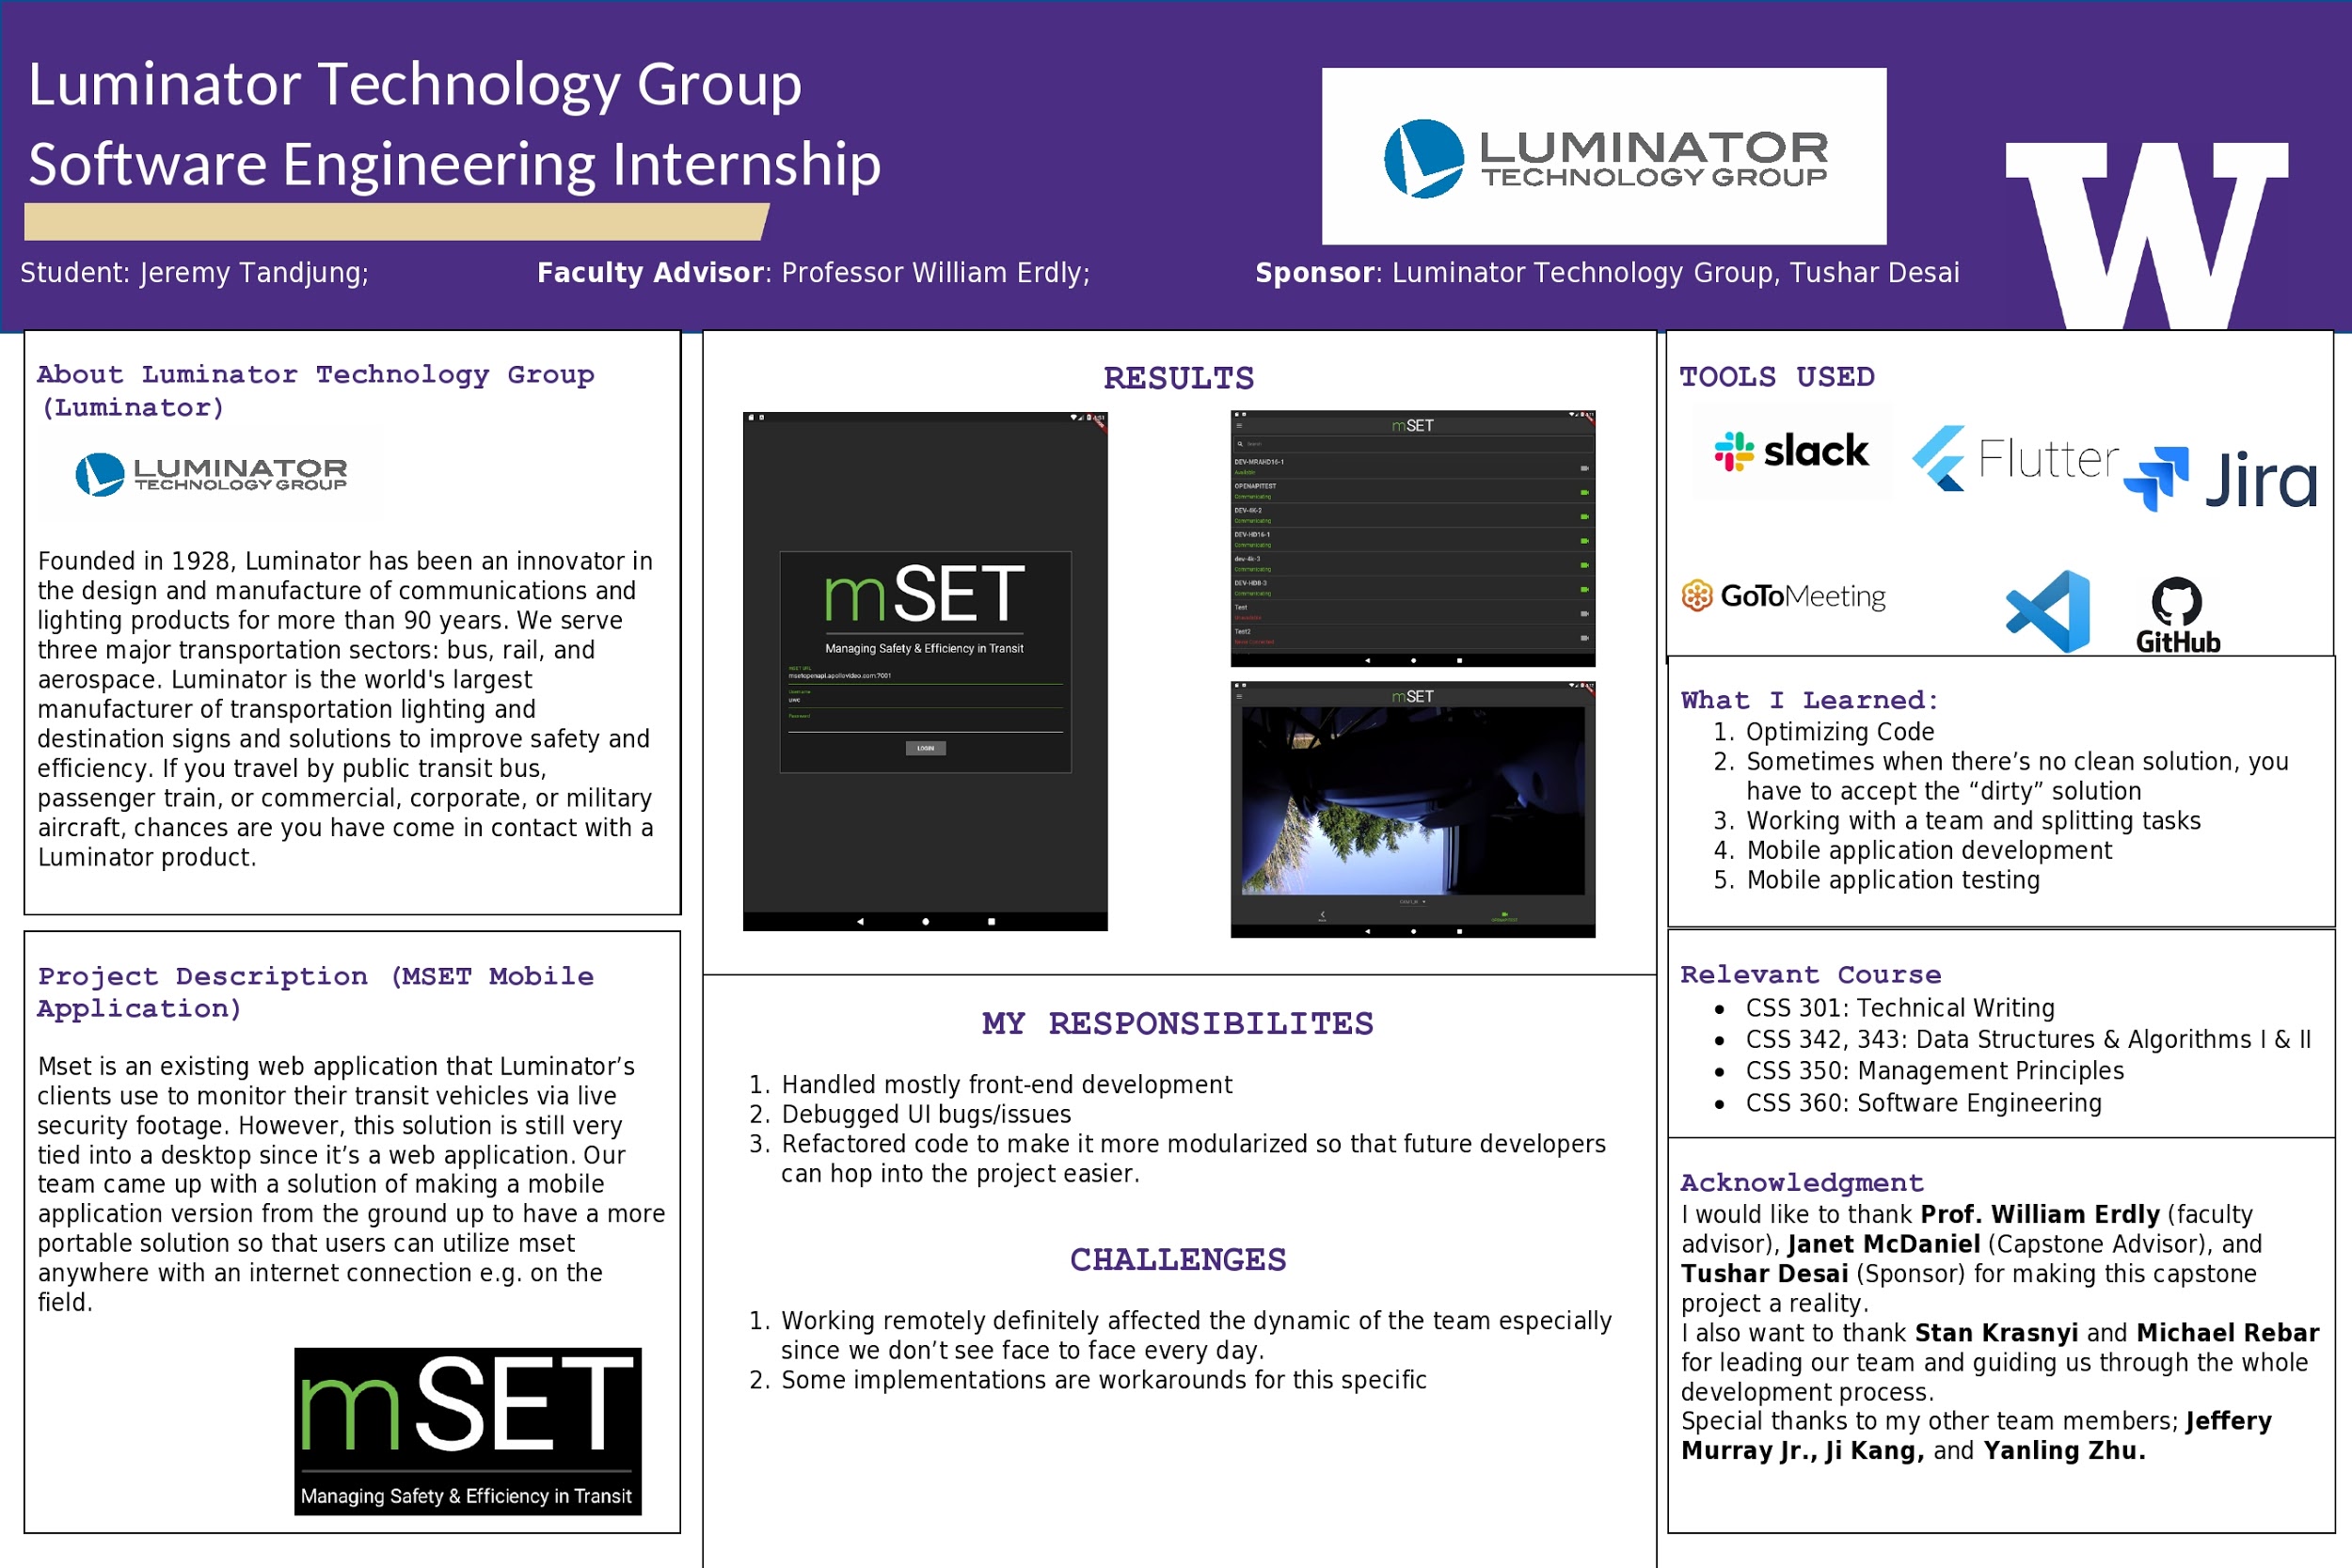 Luminator Technology Group
Software Engineering Internship
LUMINATOR
TECHNOLOGY GROUP
W
Student: Jeremy Tandjung;
Faculty Advisor: Professor William Erdly;
Sponsor: Luminator Technology Group, Tushar Desai
About Luminator Technology Group
(Luminator)
LUMINATOR
TECHNOLOGY GROUP
Founded in 1928, Luminator has been an innovator in
the design and manufacture of communications and
lighting products for more than 90 years. We serve
three major transportation sectors: bus, rail, and
aerospace. Luminator is the world's largest
manufacturer of transportation lighting and
destination signs and solutions to improve safety and
efficiency. If you travel by public transit bus,
passenger train, or commercial, corporate, or military
aircraft, chances are you have come in contact with a
Luminator product.
Project Description (MSET Mobile
Application)
Mset is an existing web application that Luminator’s
clients use to monitor their transit vehicles via live
security footage. However, this solution is still very
tied into a desktop since it’s a web application. Our
team came up with a solution of making a mobile
application version from the ground up to have a more
portable solution so that users can utilize mset
anywhere with an internet connection e.g. on the
field.
mSET
Managing Safety & Efficiency in Transit
RESULTS
mSET
Managing Safety & Efficiency in Transit
MSET URL
msetopenapi.apollovideo.com:7001
Username
Password
LOGIN
mSET
Search
DEV-MRAHD16-1
Available
OPENAPITEST
Communicating
DEV-4K-2
Communicating
DEV-HD16-1
Communicating
dev-4k-3
Communicating
DEV-HD8-3
Communicating
Test
Test2
mSET
MY RESPONSIBILITES
1. Handled mostly front-end development
2. Debugged UI bugs/issues
3. Refactored code to make it more modularized so that future developers
can hop into the project easier.
CHALLENGES
1. Working remotely definitely affected the dynamic of the team especially
since we don’t see face to face every day.
2. Some implementations are workarounds for this specific
TOOLS USED
slack
Flutter
Jira
GoToMeeting
GitHub
What I Learned:
1. Optimizing Code
2. Sometimes when there’s no clean solution, you
have to accept the “dirty” solution
3. Working with a team and splitting tasks
4. Mobile application development
5. Mobile application testing
Relevant Course
• CSS 301: Technical Writing
• CSS 342, 343: Data Structures & Algorithms I & II
• CSS 350: Management Principles
• CSS 360: Software Engineering
Acknowledgment
I would like to thank Prof. William Erdly (faculty
advisor), Janet McDaniel (Capstone Advisor), and
Tushar Desai (Sponsor) for making this capstone
project a reality.
I also want to thank Stan Krasnyi and Michael Rebar
for leading our team and guiding us through the whole
development process.
Special thanks to my other team members; Jeffery
Murray Jr., Ji Kang, and Yanling Zhu.